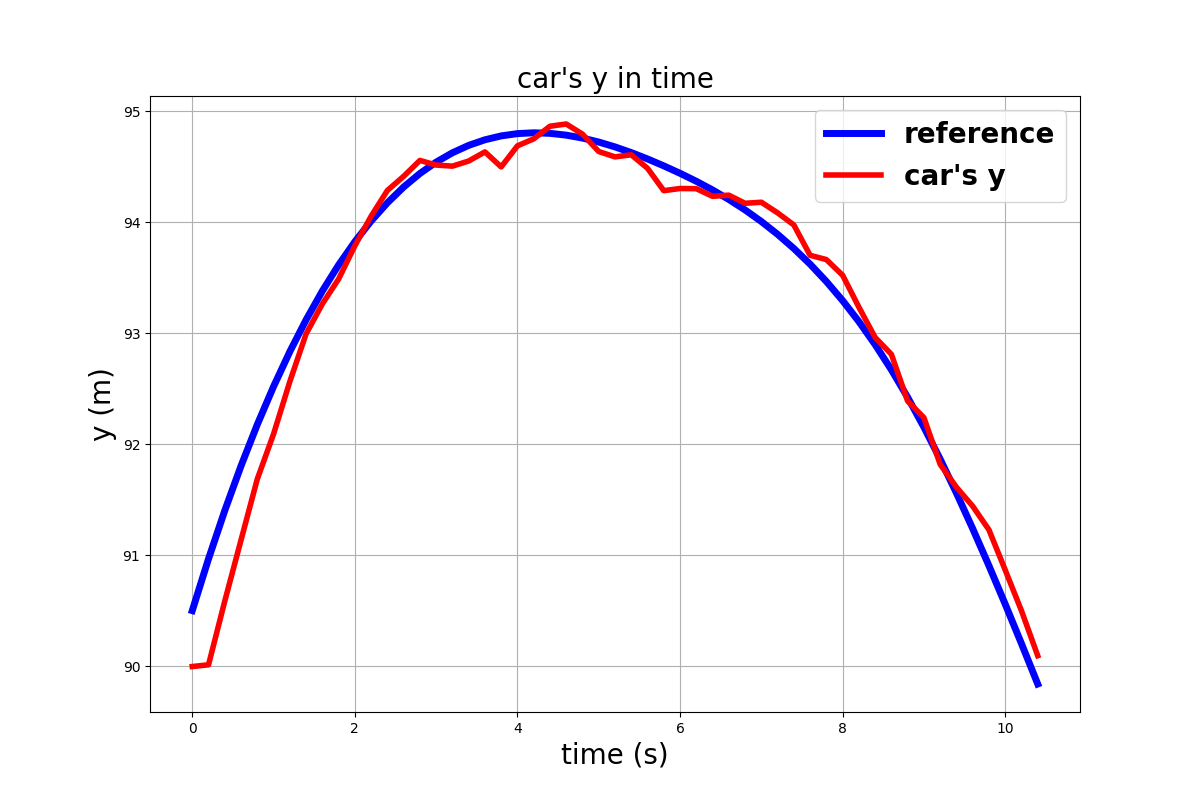 car's y in time
reference
car's y
95
94
93
92
91
90
y (m)
0 2 4 6 8 10
time (s)